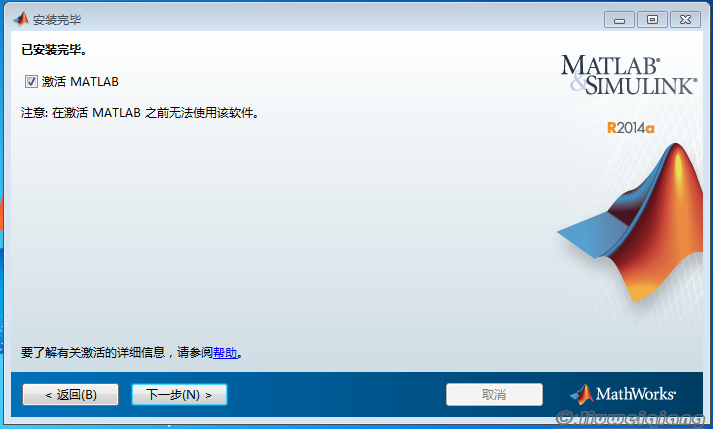 安装完毕
已安装完毕。
激活 MATLAB
注意: 在激活 MATLAB 之前无法使用该软件。
MATLAB®
&SIMULINK®
R2014a
要了解有关激活的详细信息，请参阅帮助。
< 返回(B)
下一步(N) >
取消
MathWorks®
©:liuweiqiang